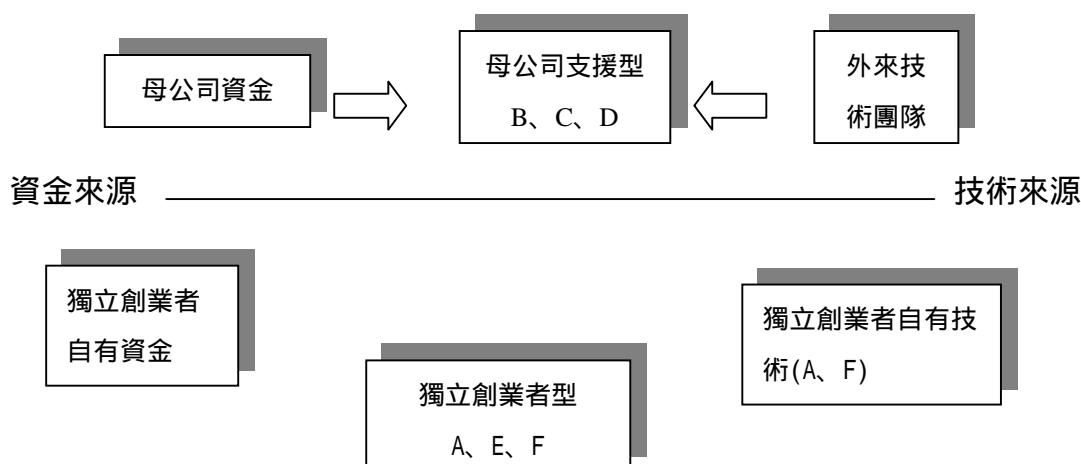 母公司資金
母公司支援型
B、C、D
外來技
術團隊
資金來源
技術來源
獨立創業者
自有資金
獨立創業者自有技
術(A、F)
獨立創業者型
A、E、F